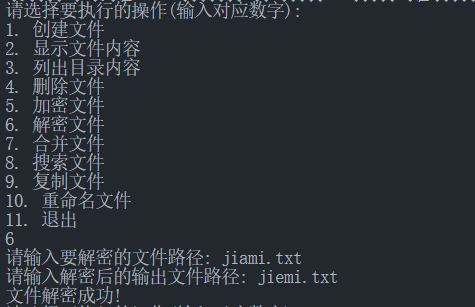 请选择要执行的操作(输入对应数字):
1. 创建文件
2. 显示文件内容
3. 列出目录内容
4. 删除文件
5. 加密文件
6. 解密文件
7. 合并文件
8. 搜索文件
9. 复制文件
10. 重命名文件
11. 退出
6
请输入要解密的文件路径: jiami.txt
请输入解密后的输出文件路径: jiemi.txt
文件解密成功!